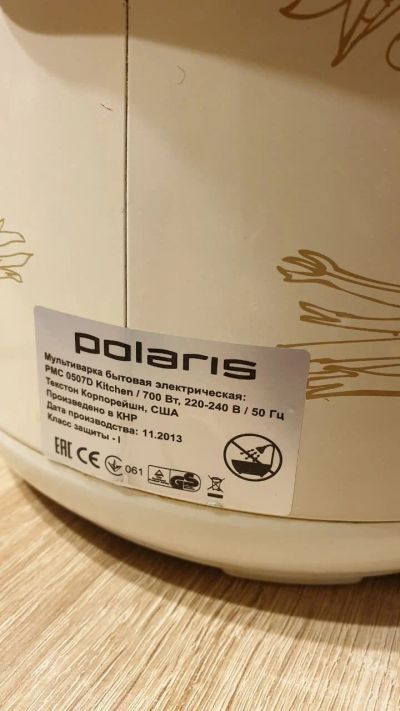 polaris
Мультиварка бытовая электрическая:
PMC 0507D Kitchen / 700 Вт, 220-240 В / 50 Гц
Текстон Корпорейшн, США
Произведено в КНР
Дата производства: 11.2013
Класс защиты - I
EAC CE 061 GS